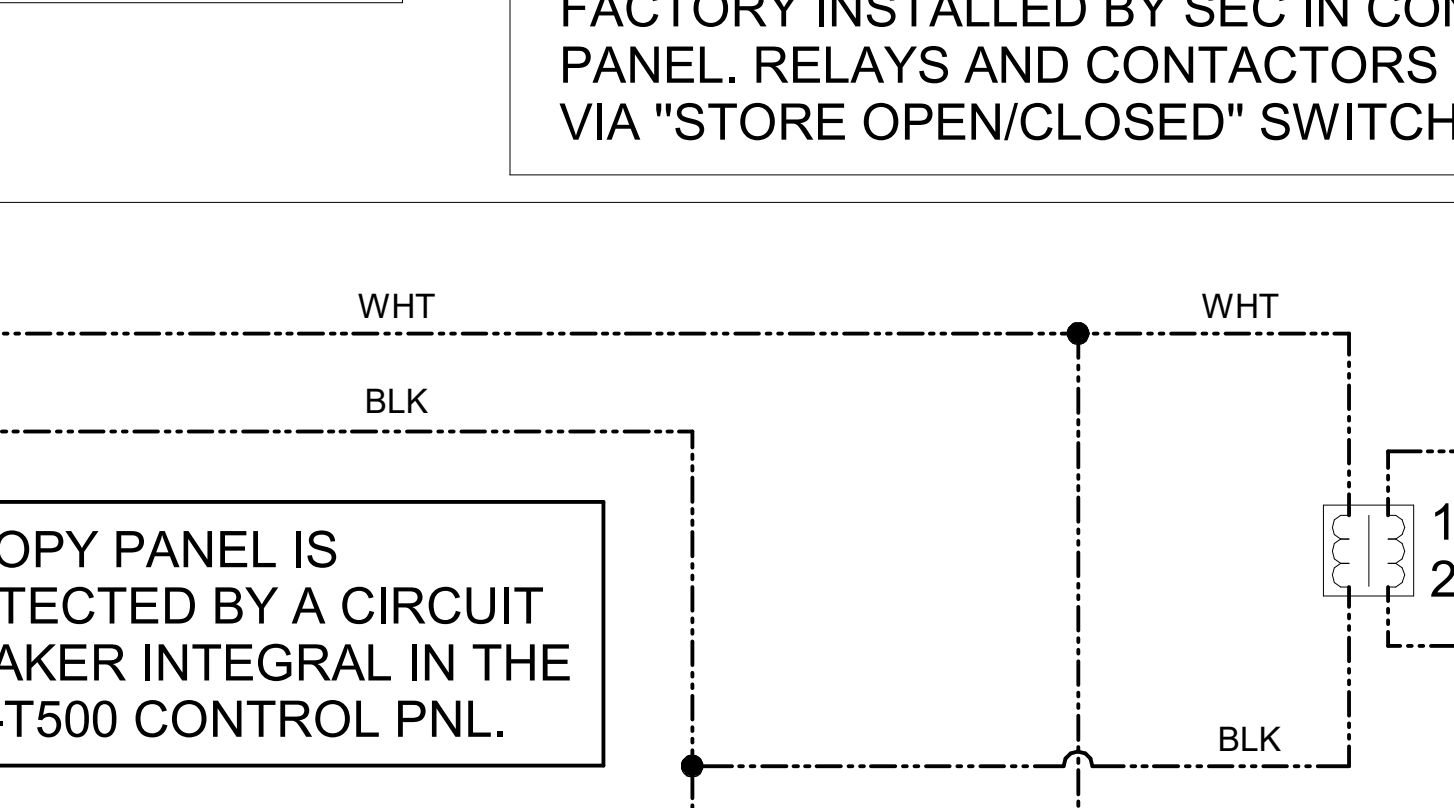 FACTORY INSTALLED BY SEC IN CON
PANEL. RELAYS AND CONTACTORS
VIA "STORE OPEN/CLOSED" SWITCH
WHT
WHT
BLK
OPY PANEL IS
TECTED BY A CIRCUIT
AKER INTEGRAL IN THE
-T500 CONTROL PNL.
1
2
BLK